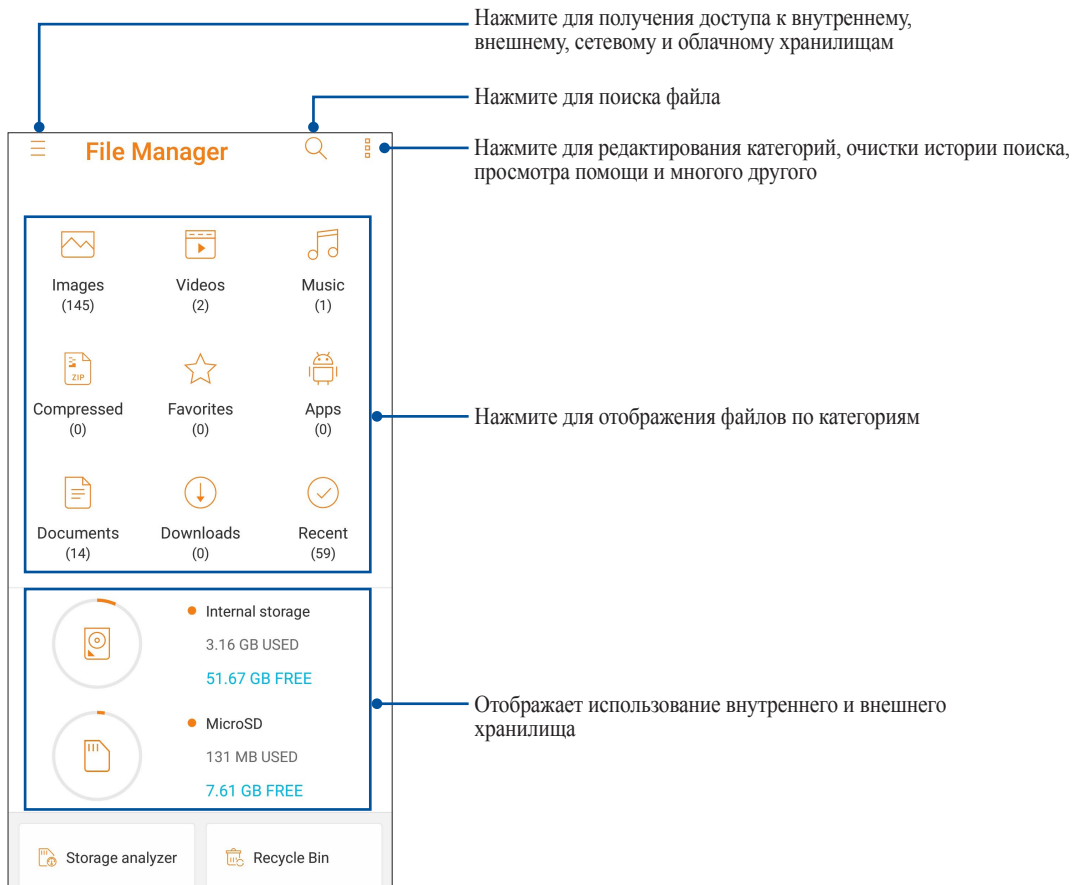 Нажмите для получения доступа к внутреннему,
внешнему, сетевому и облачному хранилищам
Нажмите для поиска файла
File Manager
Нажмите для редактирования категорий, очистки истории поиска,
просмотра помощи и многого другого
Images
(145)
Videos
(2)
Music
(1)
ZIP
Compressed
(0)
Favorites
(0)
Apps
(0)
Нажмите для отображения файлов по категориям
Documents
(14)
Downloads
(0)
Recent
(59)
Internal storage
3.16 GB USED
51.67 GB FREE
Отображает использование внутреннего и внешнего
хранилища
MicroSD
131 MB USED
7.61 GB FREE
Storage analyzer
Recycle Bin